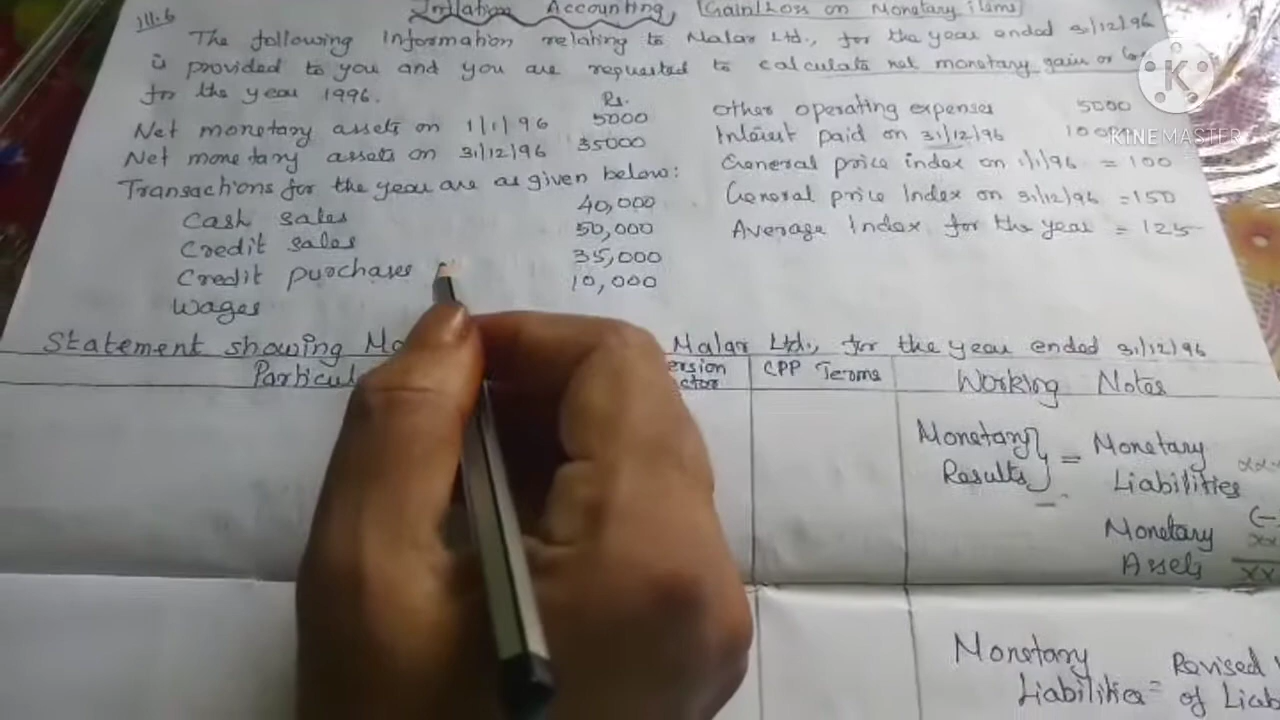 Ill.6
Inflation Accounting (Gain/Loss on Monetary items)
The following Information relating to Malar Ltd., for the year ended 31/12/96
is provided to you and you are requested to calculate net monetary gain or
for the year 1996.
Rs.
Net monetary assets on 1/1/96 5000
Net monetary assets on 31/12/96 35000
Transactions for the year are as given below:
Cash sales 40,000
Credit sales 50,000
Credit purchases 35,000
Wages 10,000
Other operating expenses 5000
Interest paid on 31/12/96
General price index on 1/1/96 = 100
General price Index on 31/12/96 = 150
Average Index for the year = 125
K
KINEMASTER
Statement showing Malar Ltd., for the year ended 31/12/96
CPP Terms Working Notes
Monetary Results } = Monetary Liabilities
Monetary Assets
Monetary Liabilities = Revised
of